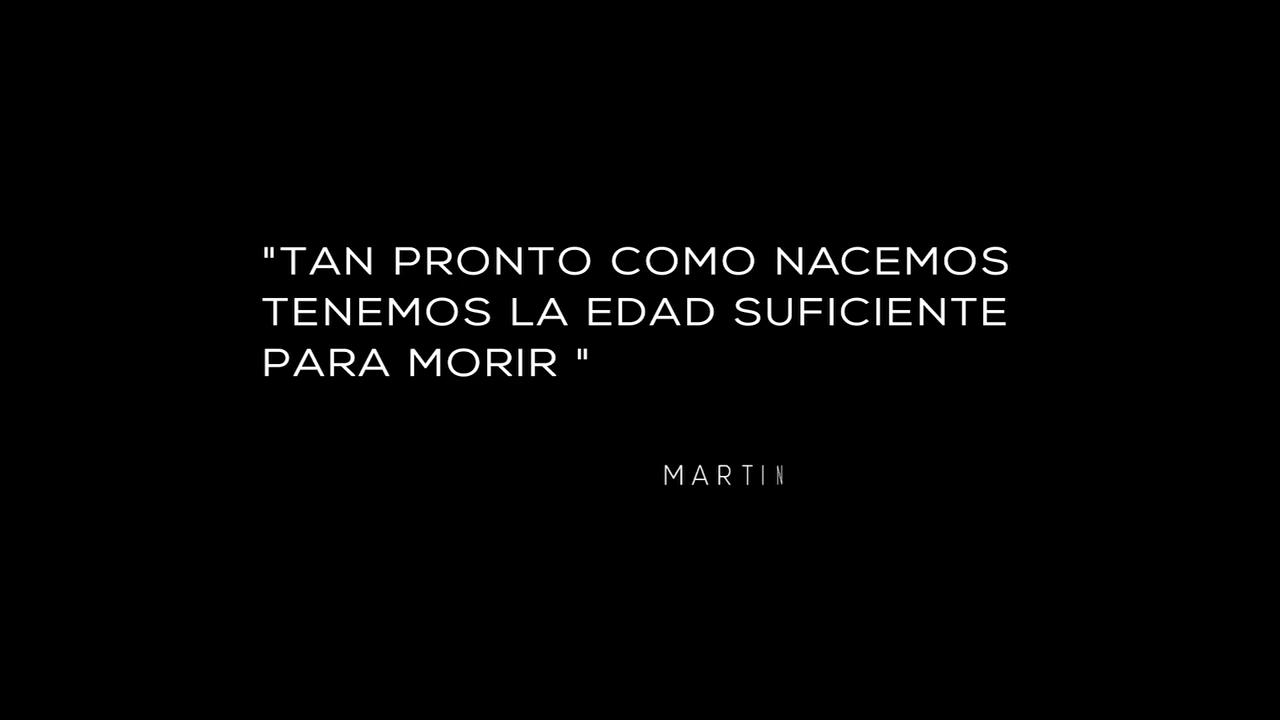 "TAN PRONTO COMO NACEMOS
TENEMOS LA EDAD SUFICIENTE
PARA MORIR "
MARTIN